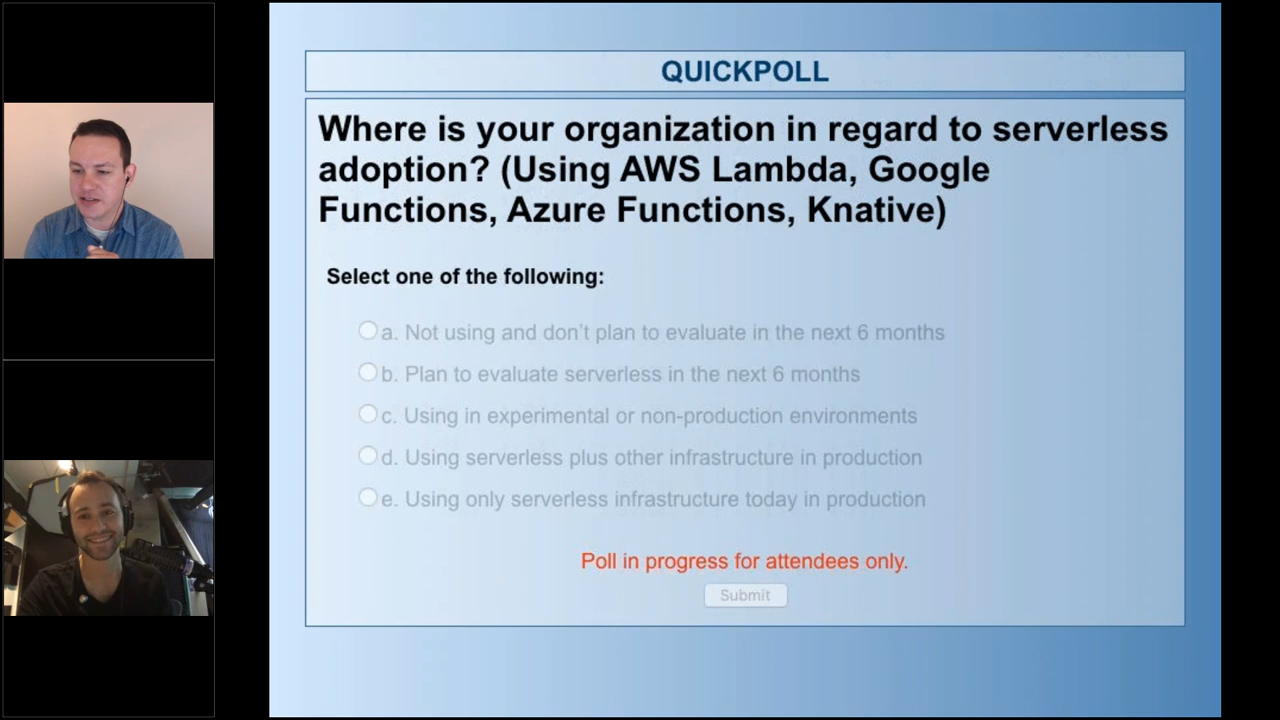 QUICKPOLL
Where is your organization in regard to serverless
adoption? (Using AWS Lambda, Google
Functions, Azure Functions, Knative)
Select one of the following:
a. Not using and don't plan to evaluate in the next 6 months
b. Plan to evaluate serverless in the next 6 months
c. Using in experimental or non-production environments
d. Using serverless plus other infrastructure in production
e. Using only serverless infrastructure today in production
Poll in progress for attendees only.
Submit